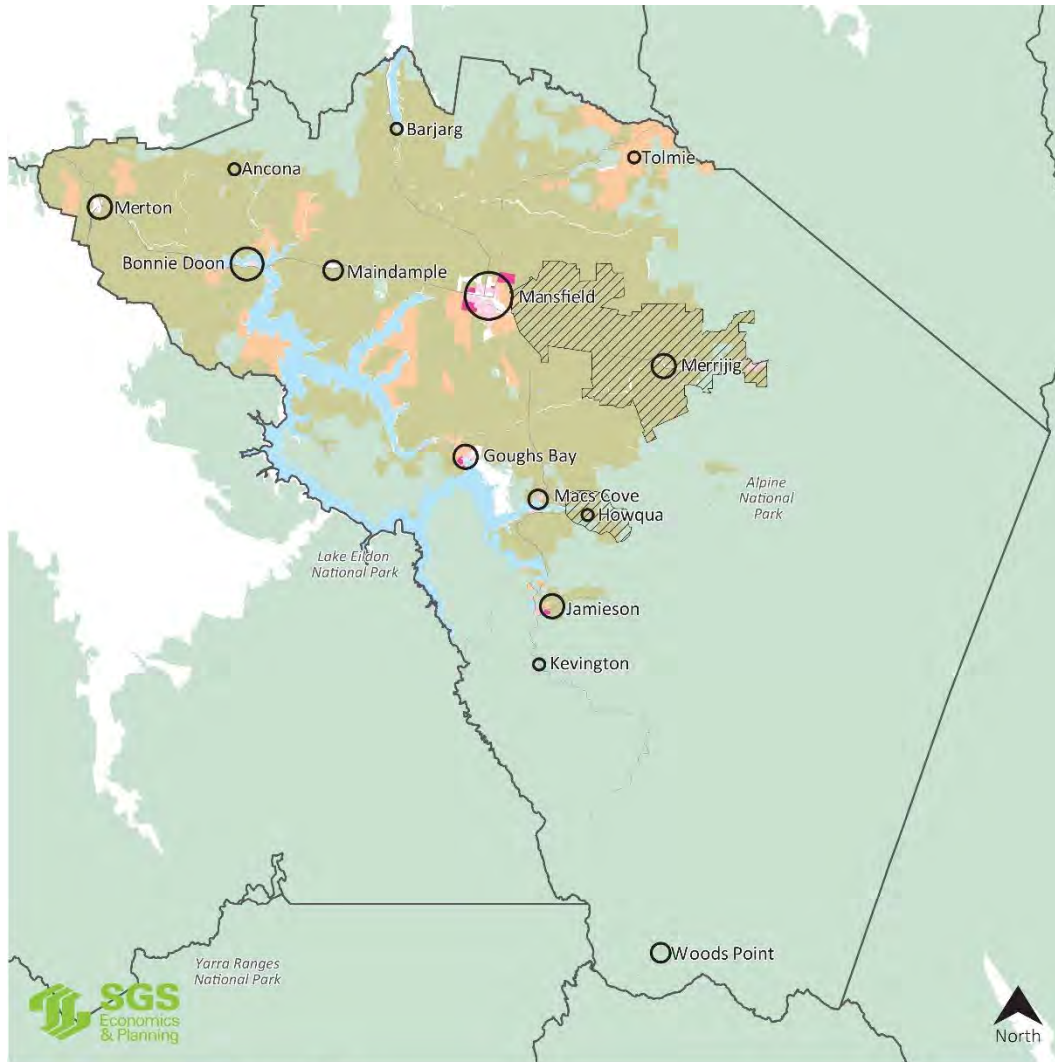 Barjarg
Tolmie
Ancona
Merton
Bonnie Doon
Maindample
Mansfield
Merrijig
Goughs Bay
Macs Cove
Howqua
Alpine
National
Park
Lake Eildon
National Park
Jamieson
Kevington
Woods Point
Yarra Ranges
National Park
SGS
Economics
& Planning
North